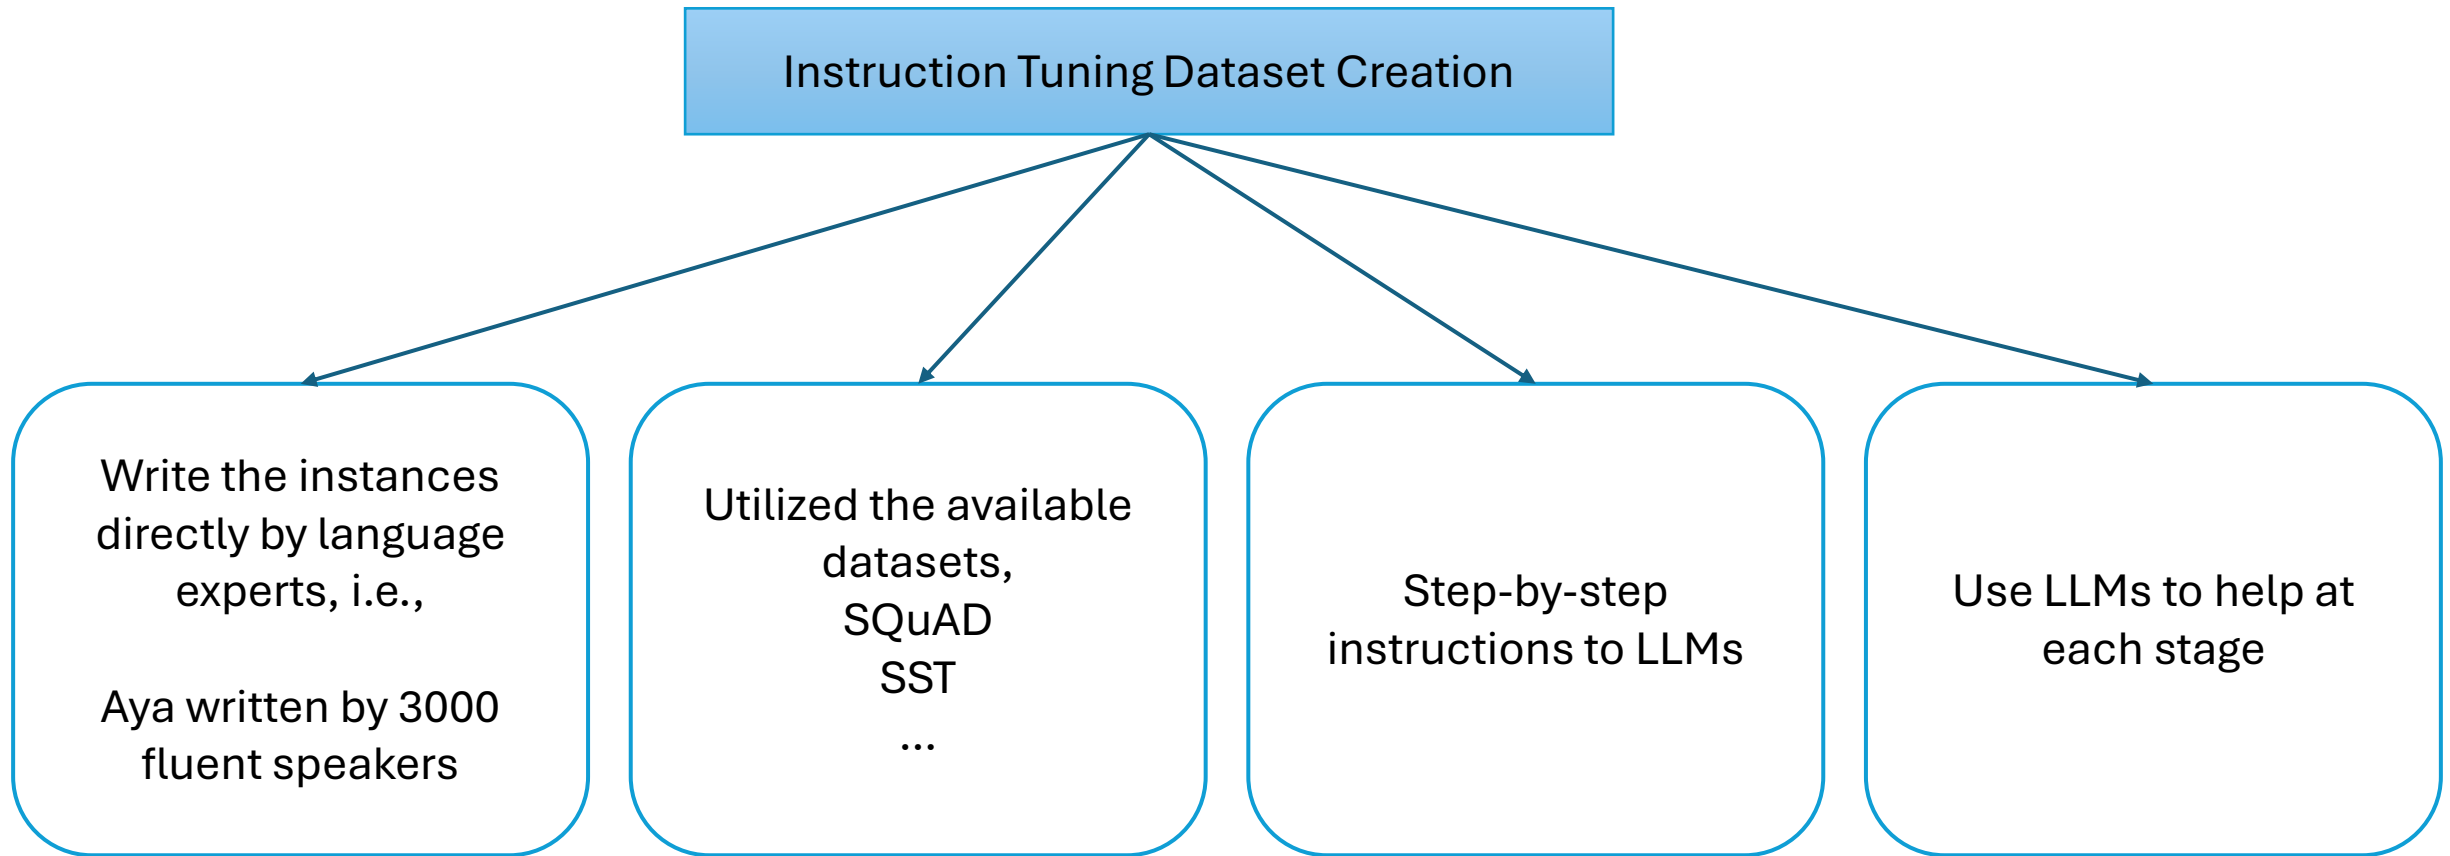 Instruction Tuning Dataset Creation
Write the instances
directly by language
experts, i.e.,
Aya written by 3000
fluent speakers
Utilized the available
datasets,
SQuAD
SST
...
Step-by-step
instructions to LLMs
Use LLMs to help at
each stage